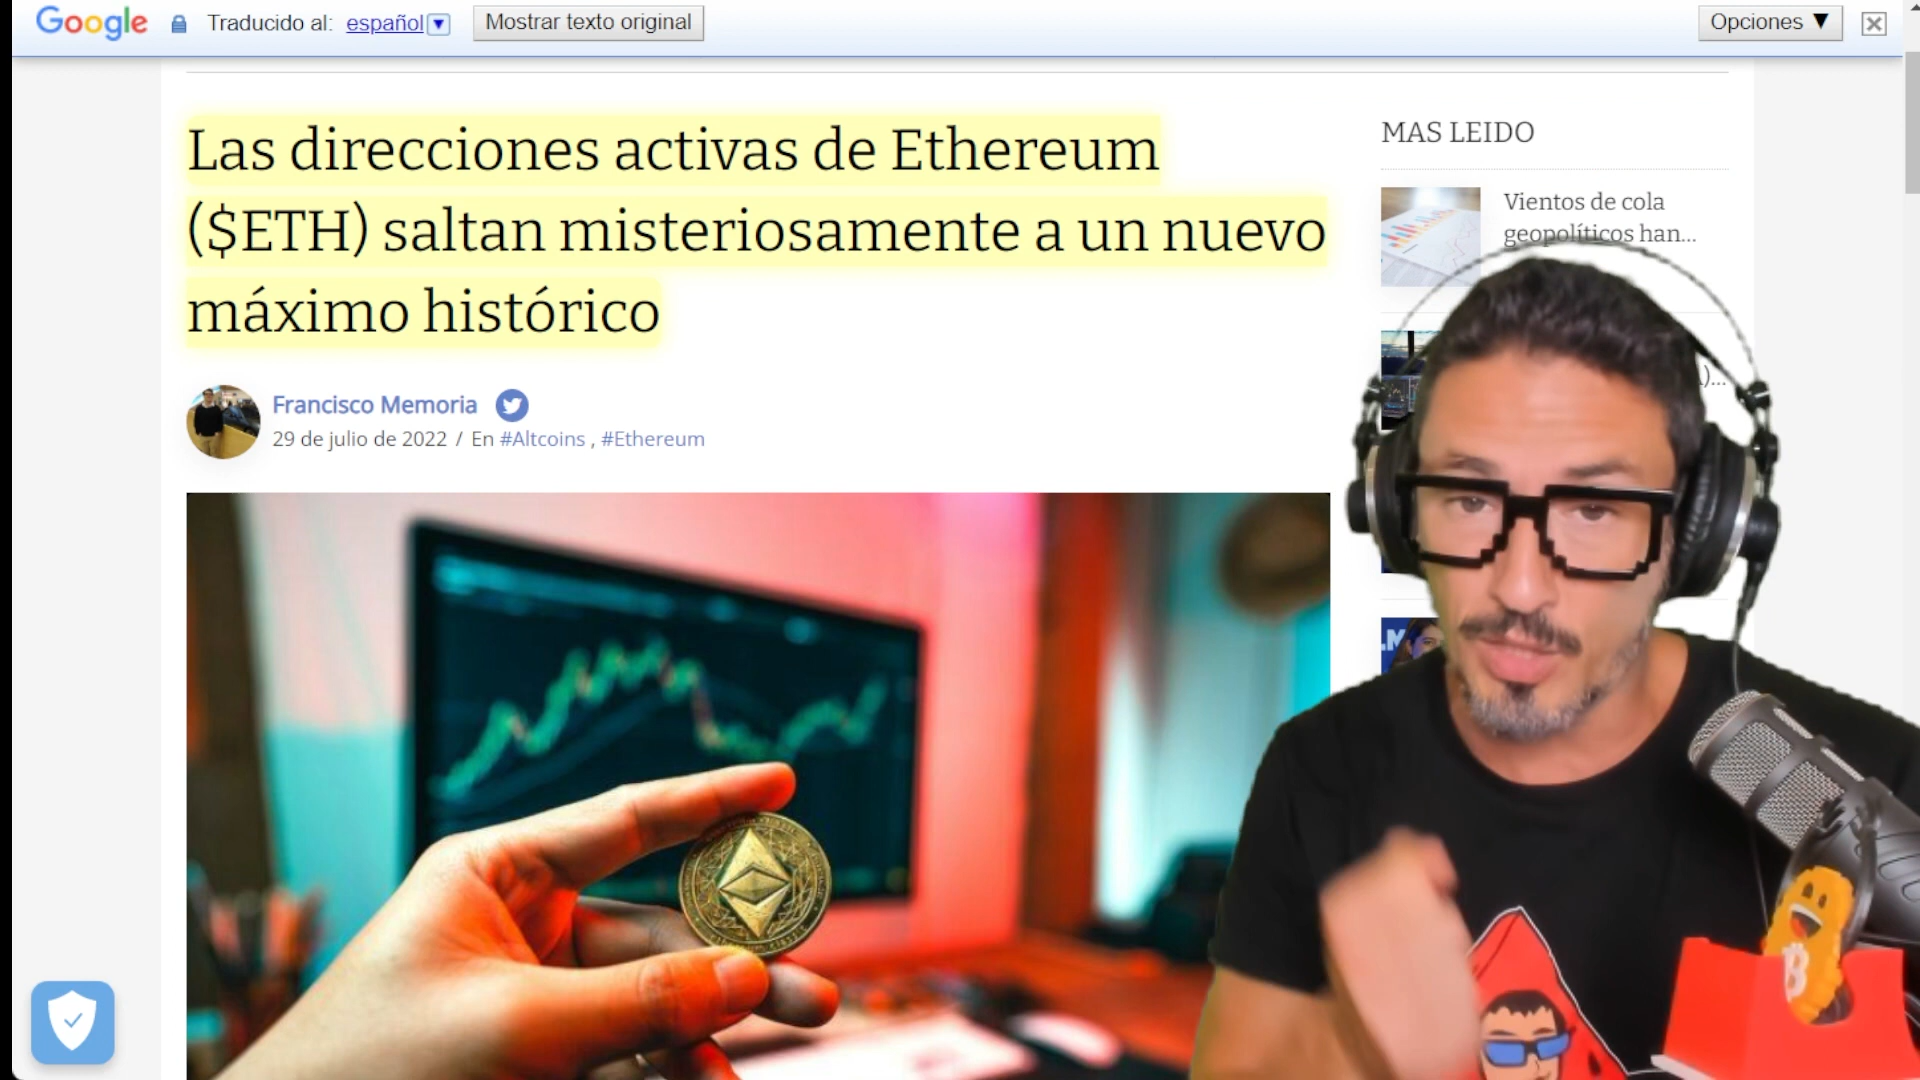 Google
Traducido al: español
Mostrar texto original
Opciones ▼
Las direcciones activas de Ethereum
($ETH) saltan misteriosamente a un nuevo
máximo histórico
Francisco Memoria
29 de julio de 2022 / En #Altcoins , #Ethereum
MAS LEIDO
Vientos de cola
geopolíticos han...
)...